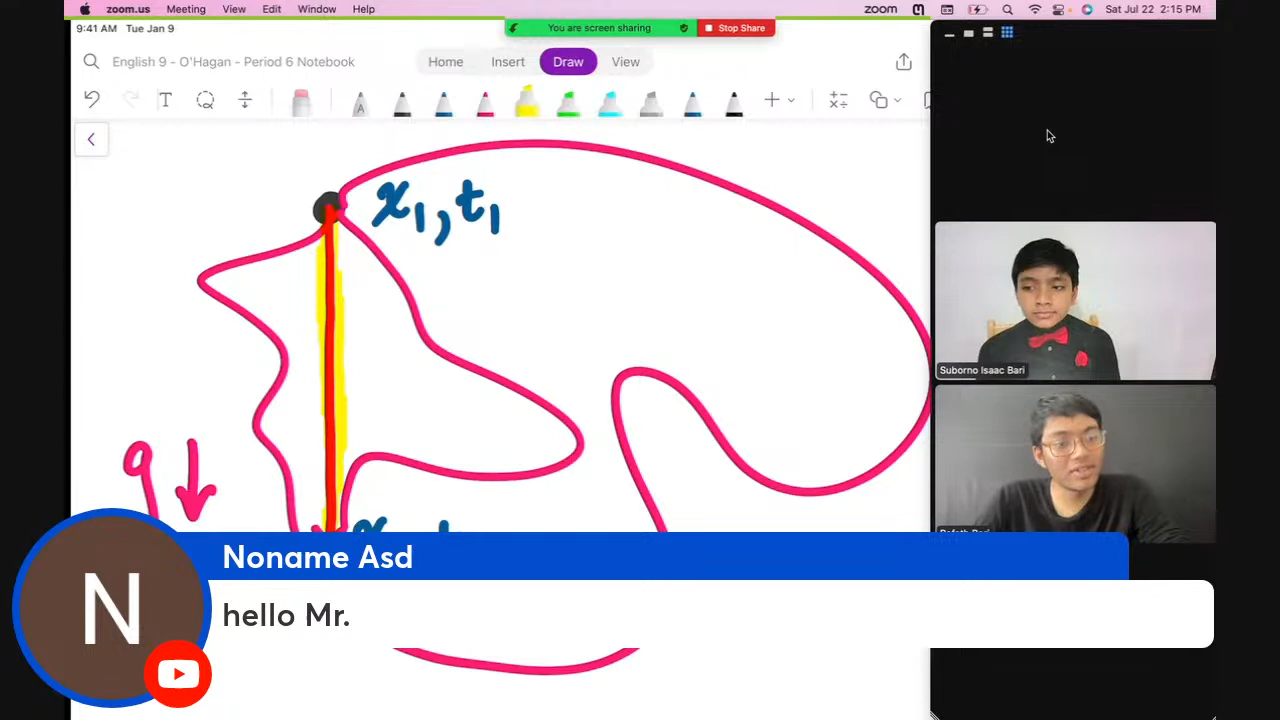 zoom.us Meeting View Edit Window Help
zoom
Sat Jul 22 2:15 PM
9:41 AM Tue Jan 9
You are screen sharing
Stop Share
English 9 - O'Hagan - Period 6 Notebook
Home Insert Draw View
T
A
x1, t1
g
Suborno Isaac Bari
Noname Asd
N
hello Mr.